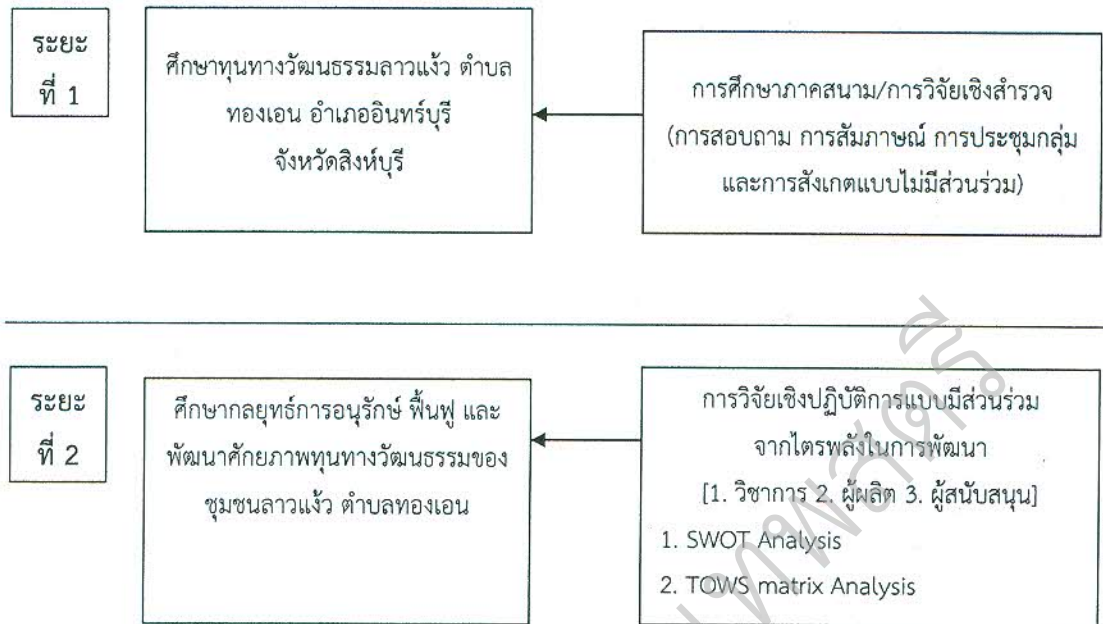 ระยะ
ที่ 1
ศึกษาทุนทางวัฒนธรรมลาวแง้ว ตำบล
ทองเอน อำเภออินทร์บุรี
จังหวัดสิงห์บุรี
การศึกษาภาคสนาม/การวิจัยเชิงสำรวจ
(การสอบถาม การสัมภาษณ์ การประชุมกลุ่ม
และการสังเกตแบบไม่มีส่วนร่วม)
ระยะ
ที่ 2
ศึกษากลยุทธ์การอนุรักษ์ ฟื้นฟู และ
พัฒนาศักยภาพทุนทางวัฒนธรรมของ
ชุมชนลาวแง้ว ตำบลทองเอน
การวิจัยเชิงปฏิบัติการแบบมีส่วนร่วม
จากไตรพลังในการพัฒนา
[1. วิชาการ 2. ผู้ผลิต 3. ผู้สนับสนุน]
1. SWOT Analysis
2. TOWS matrix Analysis